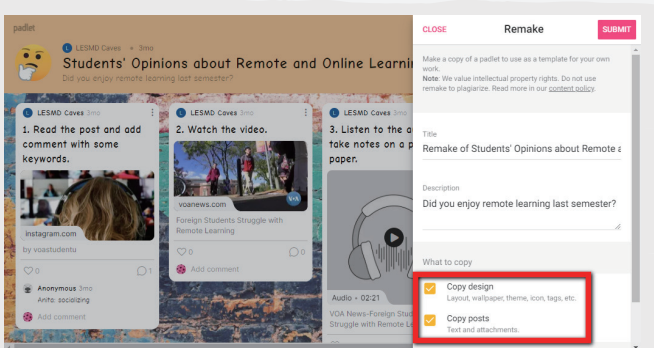 padlet
LESMD Caves + 3mo
Students' Opinions about Remote and Online Learni
Did you enjoy remote learning last semester?
LESMD Caves 3mo
1. Read the post and add
comment with some
keywords.
instagram.com
by voastudentu
0
1
Anonymous 3mo
Anita: socializing
Add comment
LESMD Caves 3mo
2. Watch the video.
voanews.com
VOA
Foreign Students Struggle with
Remote Learning
0
0
Add comment
LESMD Caves 3mo
3. Listen to the a
take notes on a p
paper.
Audio • 02:21
VOA News-Foreign Stud
Struggle with Remote Le
CLOSE
Remake
SUBMIT
Make a copy of a padlet to use as a template for your own
work.
Note: We value intellectual property rights. Do not use
remake to plagiarize. Read more in our content policy.
Title
Remake of Students' Opinions about Remote a
Description
Did you enjoy remote learning last semester?
What to copy
Copy design
Layout, wallpaper, theme, icon, tags, etc.
Copy posts
Text and attachments.